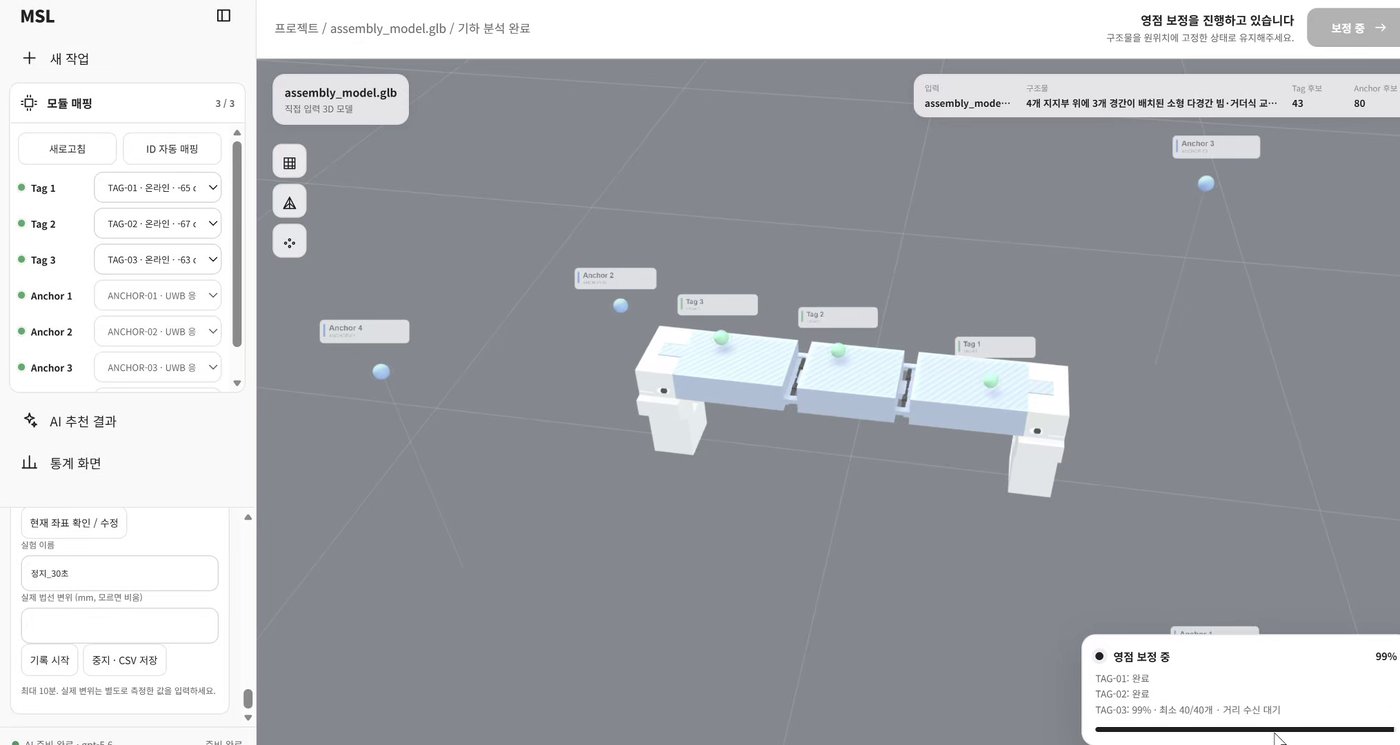 MSL
새 작업
모듈 매핑
3 / 3
새로고침
ID 자동 매핑
Tag 1
TAG-01 · 온라인 · -65
Tag 2
TAG-02 · 온라인 · -67
Tag 3
TAG-03 · 온라인 · -63
Anchor 1
ANCHOR-01 · UWB 응
Anchor 2
ANCHOR-02 · UWB 응
Anchor 3
ANCHOR-03 · UWB 응
AI 추천 결과
통계 화면
현재 좌표 확인 / 수정
실험 이름
정지_30초
실제 법선 변위 (mm, 모르면 비움)
기록 시작
중지 · CSV 저장
최대 10분. 실제 변위는 별도로 측정한 값을 입력하세요.
프로젝트 / assembly_model.glb / 기하 분석 완료
영점 보정을 진행하고 있습니다
구조물을 원위치에 고정한 상태로 유지해주세요.
보정 중 →
assembly_model.glb
직접 입력 3D 모델
입력
assembly_mode···
구조물
4개 지지부 위에 3개 경간이 배치된 소형 다경간 빔·거더식 교···
Tag 후보
43
Anchor 후보
80
Anchor 3
Anchor 2
Tag 3
Tag 2
Anchor 4
Tag 1
Anchor 1
영점 보정 중
99%
TAG-01: 완료
TAG-02: 완료
TAG-03: 99% · 최소 40/40개 · 거리 수신 대기